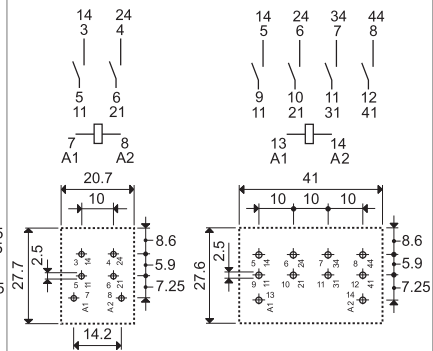 14 24 14 24 34 44
3 4 5 6 7 8
5 6 9 10 11 12
11 21 11 21 31 41
7 8 13 14
A1 A2 A1 A2
20.7 41
10 10 10 10
27.7 2.5 8.6 27.6 2.5 8.6
3 14 4 24 5 14 6 24 7 34 8 44
5.9 5.9
5 11 6 21 9 11 10 21 11 31 12 41
7.25 7.25
7 A1 8 A2 13 A1 14 A2
14.2